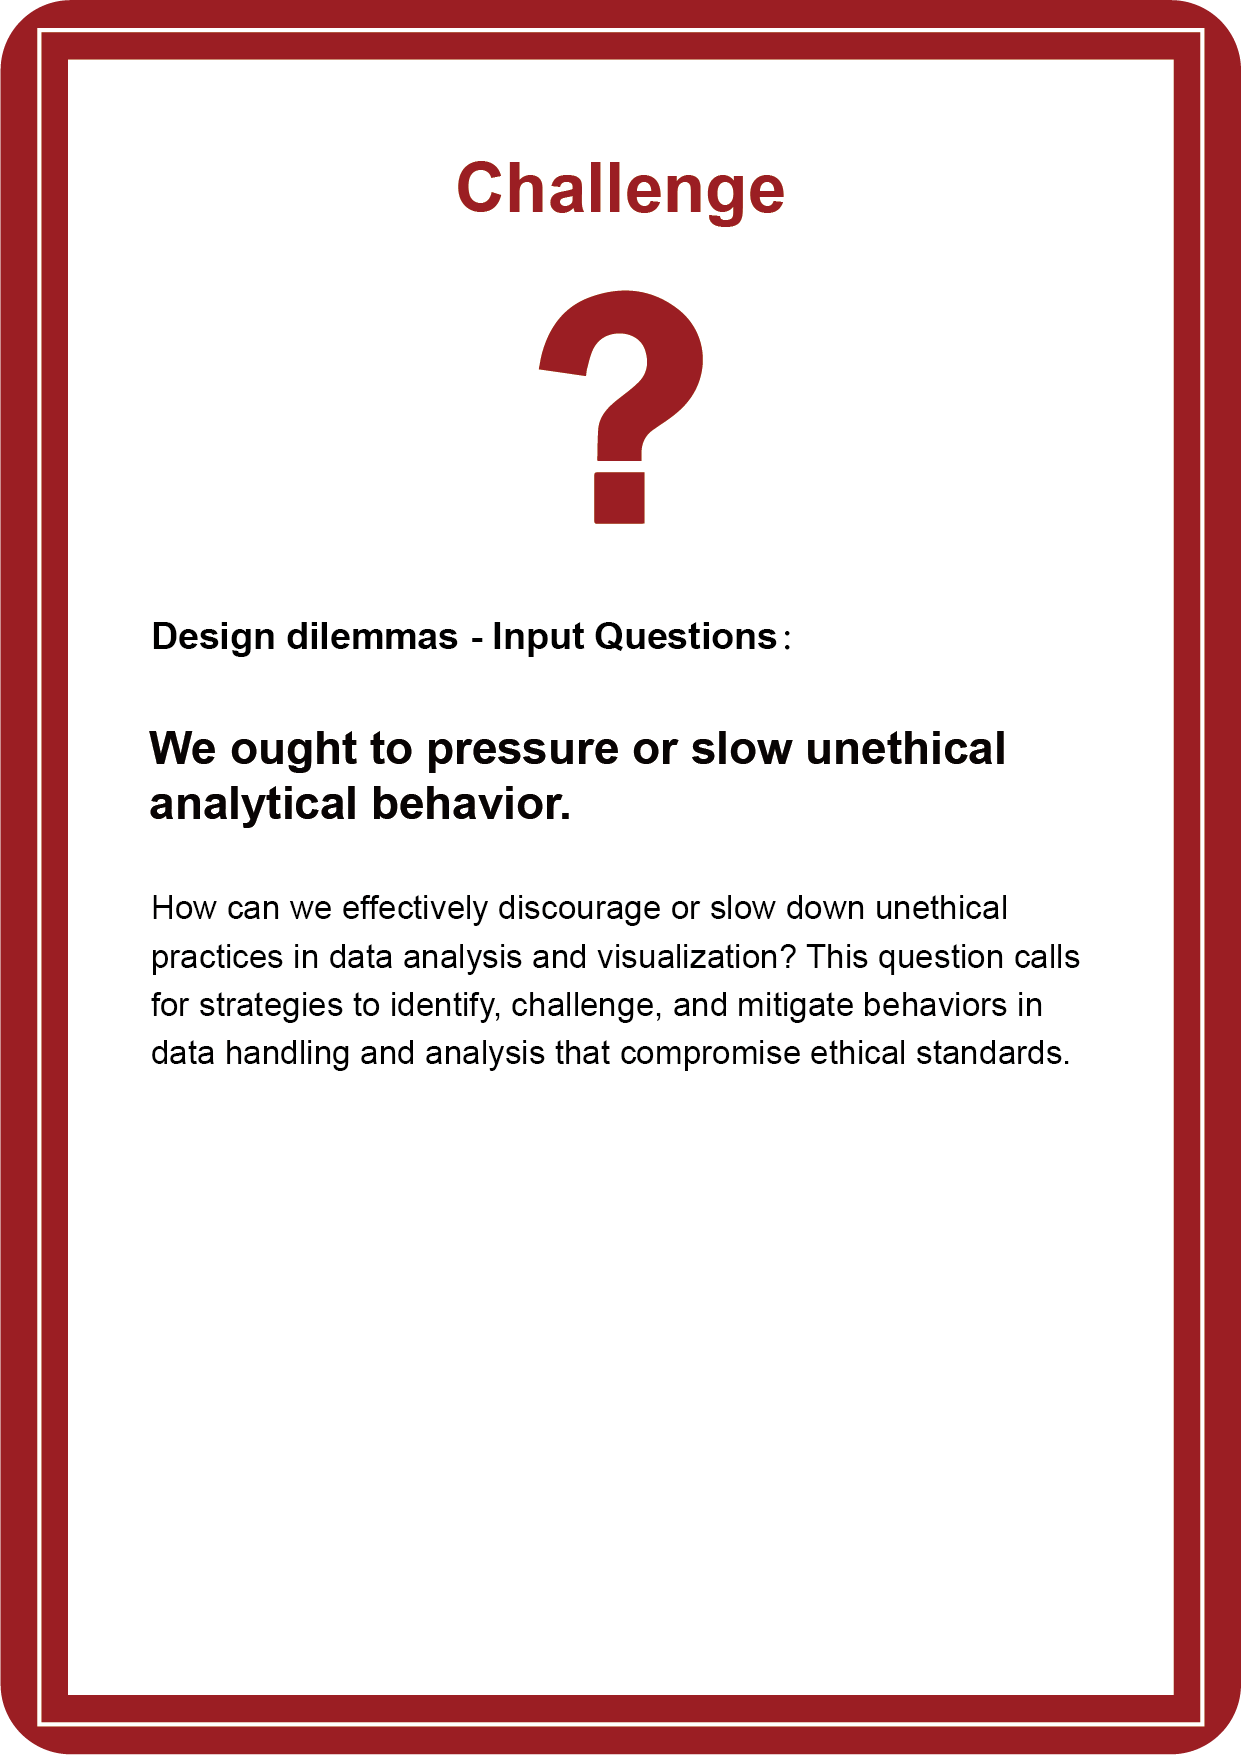 Challenge
?
Design dilemmas - Input Questions:
We ought to pressure or slow unethical
analytical behavior.
How can we effectively discourage or slow down unethical
practices in data analysis and visualization? This question calls
for strategies to identify, challenge, and mitigate behaviors in
data handling and analysis that compromise ethical standards.